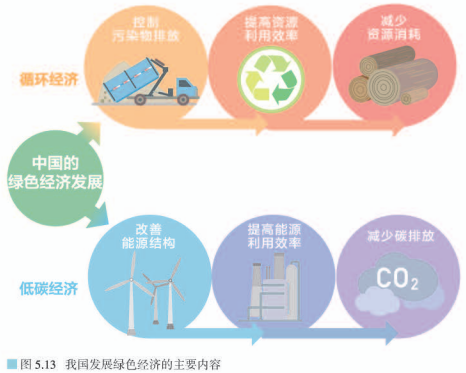 控制
污染物排放
提高资源
利用效率
减少
资源消耗
循环经济
中国的
绿色经济发展
改善
能源结构
提高能源
利用效率
减少碳排放
低碳经济
CO₂
图 5.13 我国发展绿色经济的主要内容